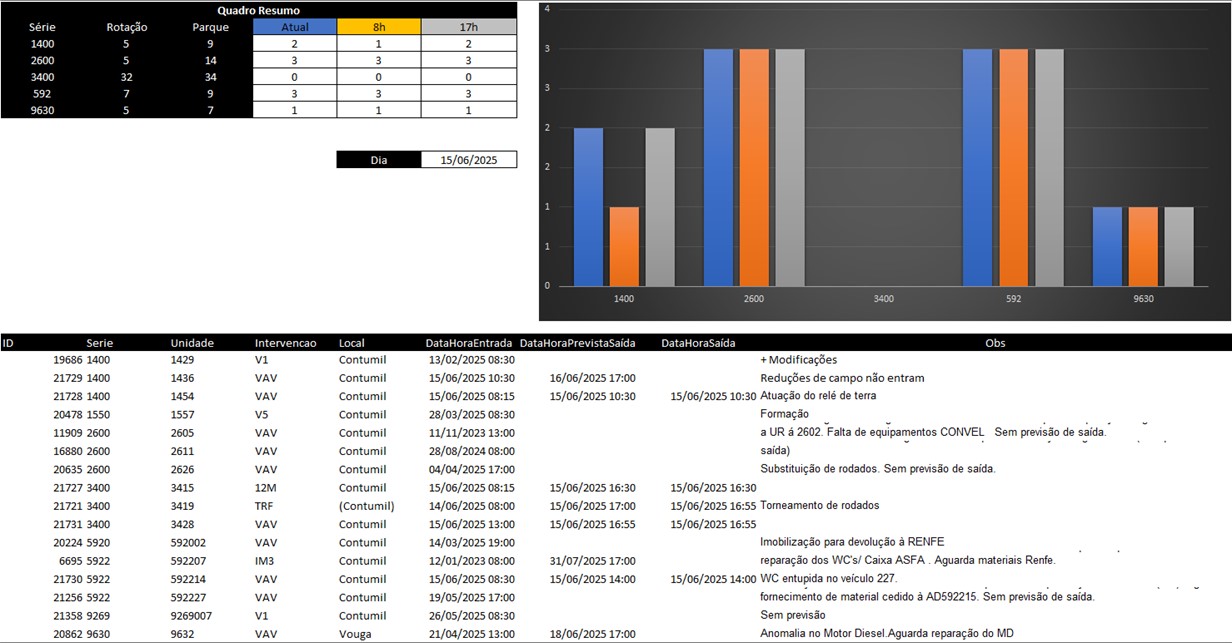 Quadro Resumo
Série Rotação Parque Atual 8h 17h
1400 5 9 2 1 2
2600 5 14 3 3 3
3400 32 34 0 0 0
592 7 9 3 3 3
9630 5 7 1 1 1
Dia 15/06/2025
4
3
3
2
2
1
1
0
1400 2600 3400 592 9630
ID Serie Unidade Intervencao Local DataHoraEntrada DataHoraPrevistaSaída DataHoraSaída Obs
19686 1400 1429 V1 Contumil 13/02/2025 08:30 + Modificações
21729 1400 1436 VAV Contumil 15/06/2025 10:30 16/06/2025 17:00 Reduções de campo não entram
21728 1400 1454 VAV Contumil 15/06/2025 08:15 15/06/2025 10:30 15/06/2025 10:30 Atuação do relé de terra
20478 1550 1557 V5 Contumil 28/03/2025 08:30 Formação
11909 2600 2605 VAV Contumil 11/11/2023 13:00 a UR á 2602. Falta de equipamentos CONVEL Sem previsão de saída.
16880 2600 2611 VAV Contumil 28/08/2024 08:00 saída)
20635 2600 2626 VAV Contumil 04/04/2025 17:00 Substituição de rodados. Sem previsão de saída.
21727 3400 3415 12M Contumil 15/06/2025 08:15 15/06/2025 16:30 15/06/2025 16:30
21721 3400 3419 TRF (Contumil) 14/06/2025 08:00 15/06/2025 17:00 15/06/2025 16:55 Torneamento de rodados
21731 3400 3428 VAV Contumil 15/06/2025 13:00 15/06/2025 16:55 15/06/2025 16:55
20224 5920 592002 VAV Contumil 14/03/2025 19:00 Imobilização para devolução à RENFE
6695 5922 592207 IM3 Contumil 12/01/2023 08:00 31/07/2025 17:00 reparação dos WC's/ Caixa ASFA . Aguarda materiais Renfe.
21730 5922 592214 VAV Contumil 15/06/2025 08:30 15/06/2025 14:00 15/06/2025 14:00 WC entupida no veículo 227.
21256 5922 592227 VAV Contumil 19/05/2025 17:00 fornecimento de material cedido à AD592215. Sem previsão de saída.
21358 9269 9269007 V1 Contumil 26/05/2025 08:30 Sem previsão
20862 9630 9632 VAV Vouga 21/04/2025 13:00 18/06/2025 17:00 Anomalia no Motor Diesel.Aguarda reparação do MD